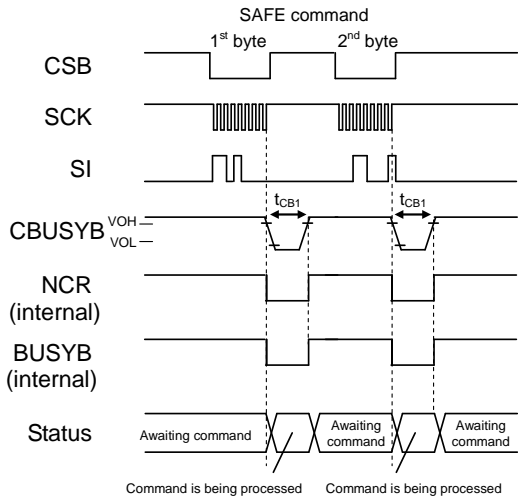 SAFE command
1st byte
2nd byte
CSB
SCK
SI
tCB1
tCB1
VOH
CBUSYB
VOL
NCR
(internal)
BUSYB
(internal)
Status
Awaiting command
Awaiting
command
Awaiting
command
Command is being processed
Command is being processed